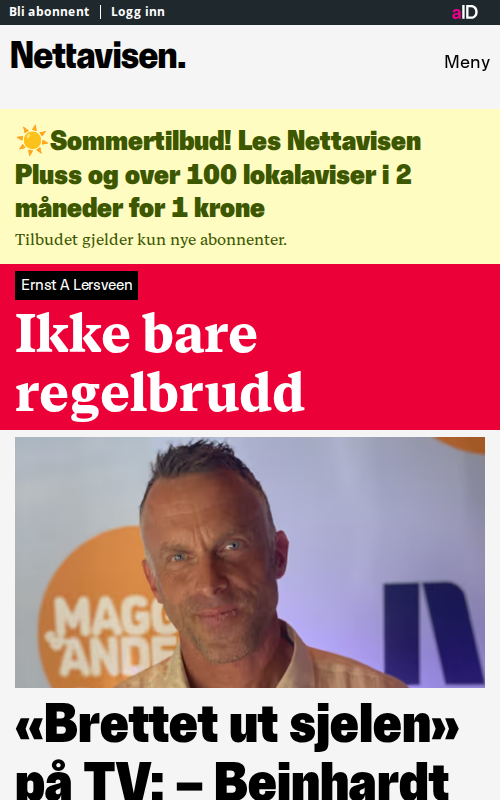 Bli abonnent | Logg inn
aID
Nettavisen.
Meny
☀️Sommertilbud! Les Nettavisen
Pluss og over 100 lokalaviser i 2
måneder for 1 krone
Tilbudet gjelder kun nye abonnenter.
Ernst A Lersveen
Ikke bare
regelbrudd
ANDE
«Brettet ut sjelen»
på TV: – Beinhardt